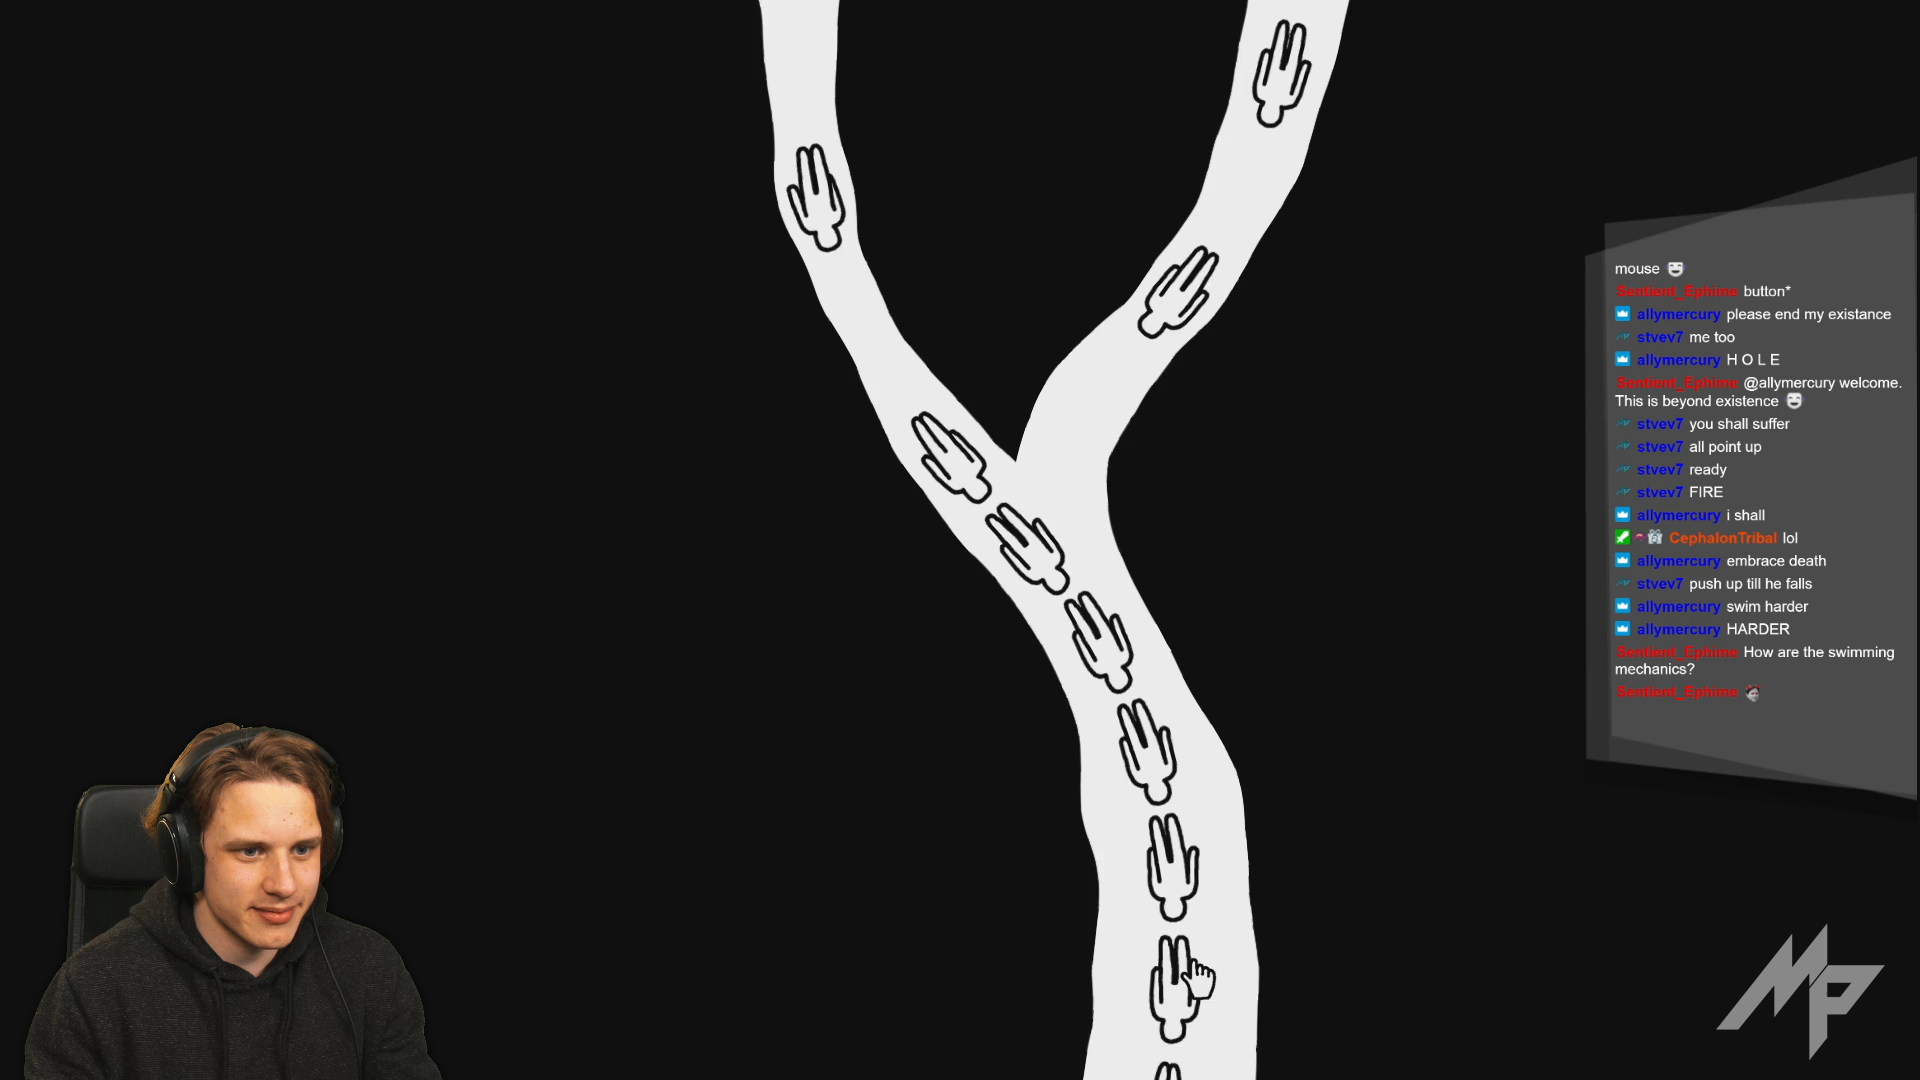 mouse
Sentient_Ephime button*
allymercury please end my existance
stvev7 me too
allymercury H O L E
Sentient_Ephime @allymercury welcome.
This is beyond existence
stvev7 you shall suffer
stvev7 all point up
stvev7 ready
stvev7 FIRE
allymercury i shall
CephalonTribal lol
allymercury embrace death
stvev7 push up till he falls
allymercury swim harder
allymercury HARDER
Sentient_Ephime How are the swimming
mechanics?
Sentient_Ephime
MP